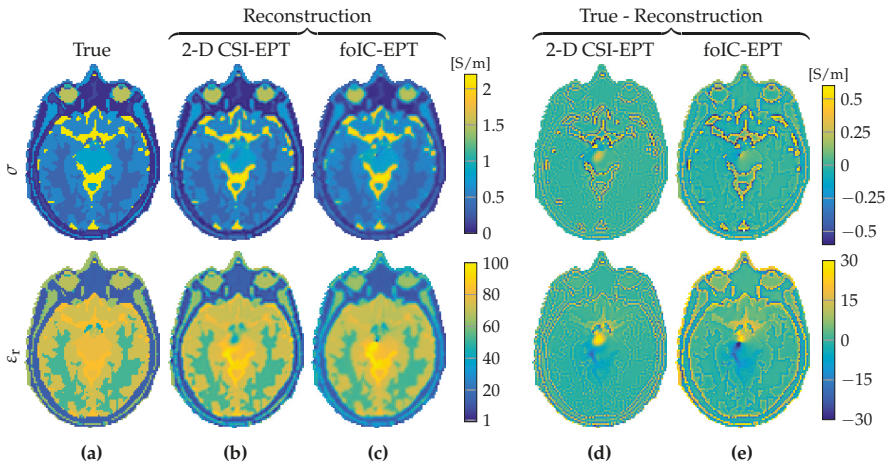 Reconstruction
True - Reconstruction
True
2-D CSI-EPT
foIC-EPT
2-D CSI-EPT
foIC-EPT
[S/m]
[S/m]
σ
2
1.5
1
0.5
0
0.5
0.25
0
−0.25
−0.5
εr
100
80
60
40
20
1
30
15
0
−15
−30
(a)
(b)
(c)
(d)
(e)